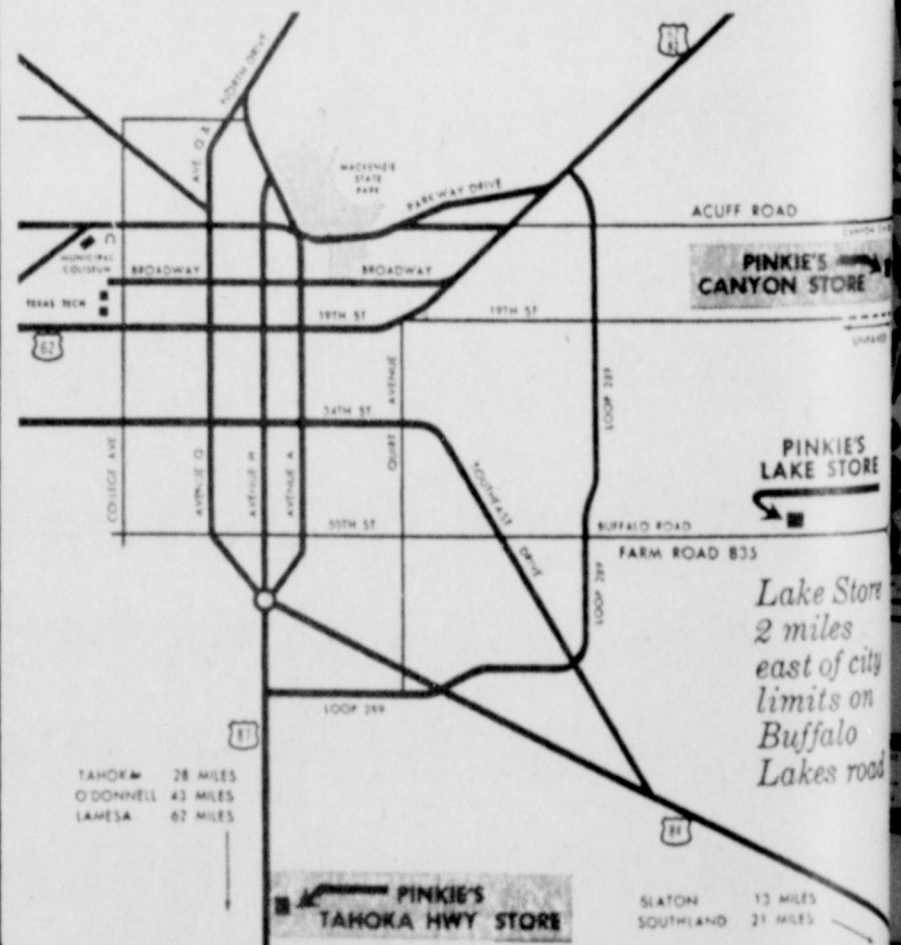 NORTH DRIVE
AVE Q &
MACKENZIE
STATE
PARK
PARKWAY DRIVE
ACUFF ROAD
MUNICIPAL
COLISEUM
BROADWAY
BROADWAY
PINKIE'S
CANYON STORE
TEXAS TECH
19TH ST
19TH ST
62
34TH ST.
AVENUE
QUIRT
LOOP 289
COLLEGE AVE
AVENUE Q
AVENUE H
AVENUE A
SOUTHEAST
DRIVE
PINKIE'S
LAKE STORE
50TH ST
BUFFALO ROAD
FARM ROAD 835
LOOP 289
Lake Store
2 miles
east of city
limits on
Buffalo
Lakes road
LOOP 289
87
TAHOKA 28 MILES
O'DONNELL 43 MILES
LAMESA 62 MILES
84
PINKIE'S
TAHOKA HWY STORE
SLATON 13 MILES
SOUTHLAND 21 MILES